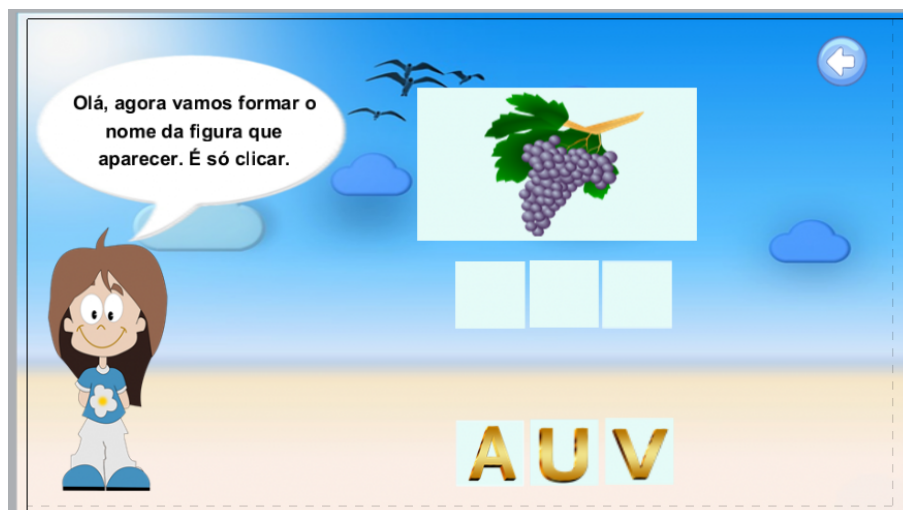 Olá, agora vamos formar o
nome da figura que
aparecer. É só clicar.
A U V